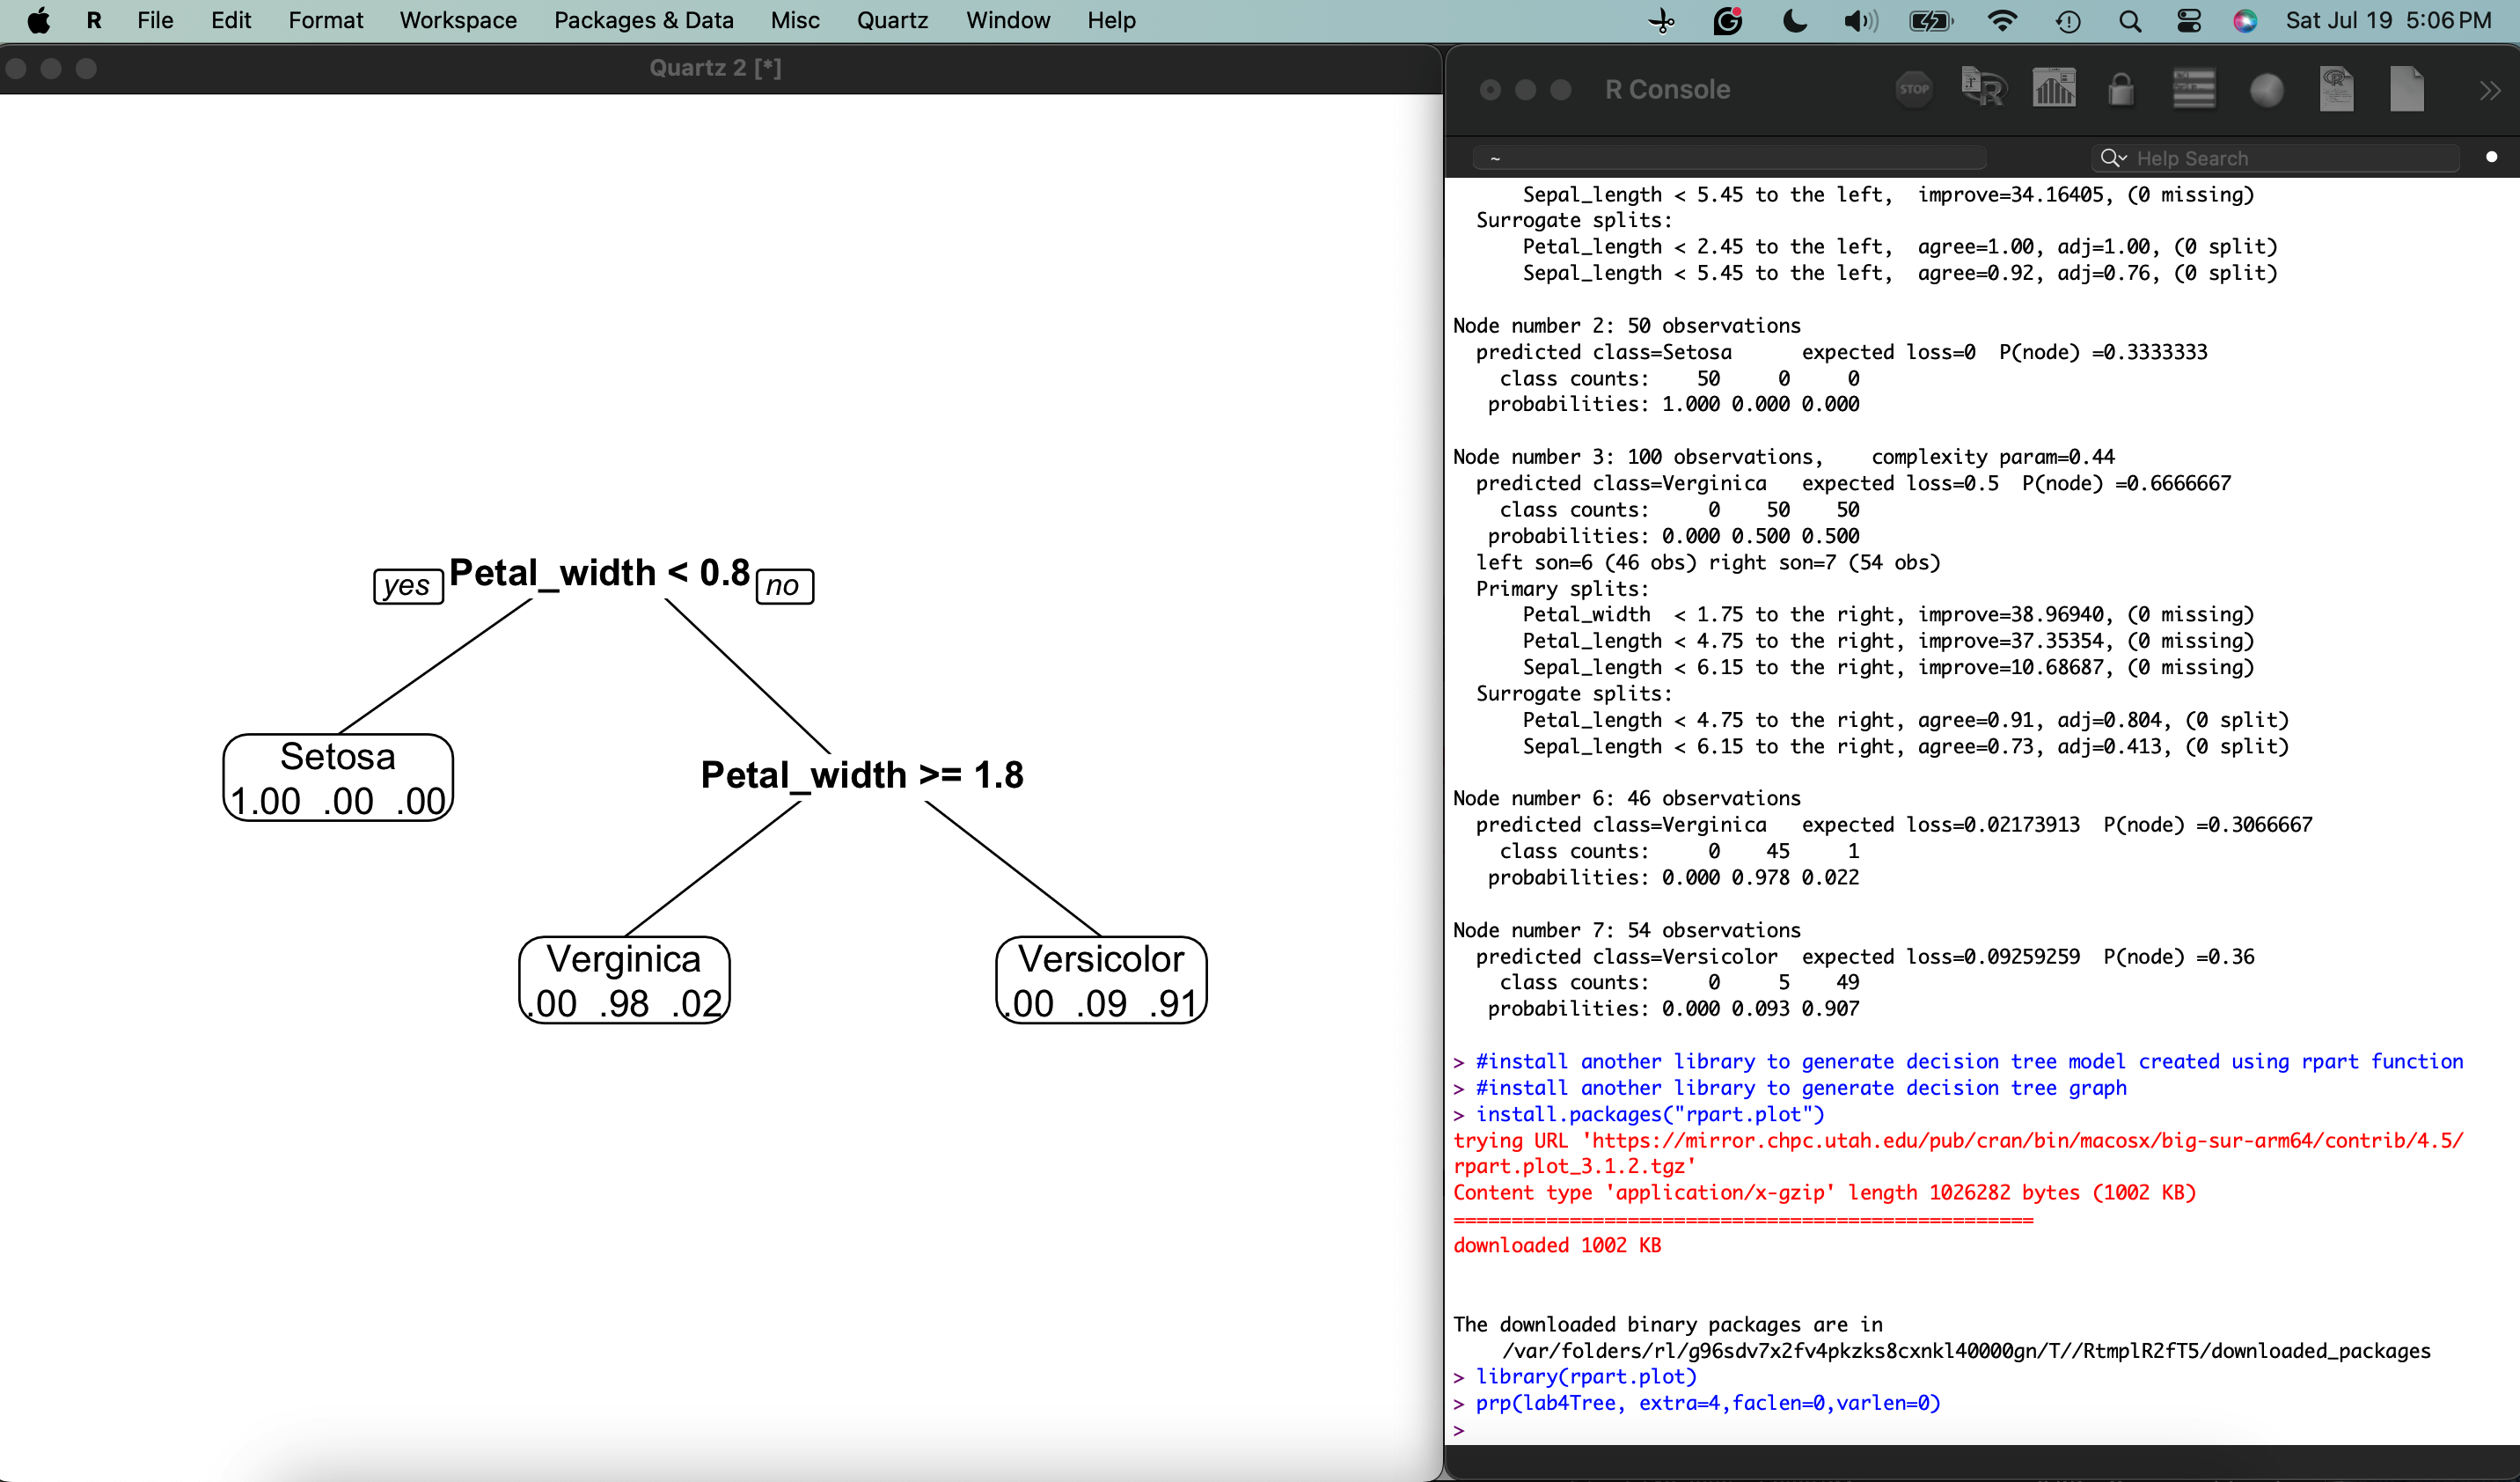 R File Edit Format Workspace Packages & Data Misc Quartz Window Help Sat Jul 19 5:06 PM
Quartz 2 [*]
yes Petal_width < 0.8 no
Setosa
1.00 .00 .00
Petal_width >= 1.8
Verginica
.00 .98 .02
Versicolor
.00 .09 .91
R Console
STOP
~
Help Search
Sepal_length < 5.45 to the left, improve=34.16405, (0 missing)
Surrogate splits:
Petal_length < 2.45 to the left, agree=1.00, adj=1.00, (0 split)
Sepal_length < 5.45 to the left, agree=0.92, adj=0.76, (0 split)
Node number 2: 50 observations
predicted class=Setosa expected loss=0 P(node) =0.3333333
class counts: 50 0 0
probabilities: 1.000 0.000 0.000
Node number 3: 100 observations, complexity param=0.44
predicted class=Verginica expected loss=0.5 P(node) =0.6666667
class counts: 0 50 50
probabilities: 0.000 0.500 0.500
left son=6 (46 obs) right son=7 (54 obs)
Primary splits:
Petal_width < 1.75 to the right, improve=38.96940, (0 missing)
Petal_length < 4.75 to the right, improve=37.35354, (0 missing)
Sepal_length < 6.15 to the right, improve=10.68687, (0 missing)
Surrogate splits:
Petal_length < 4.75 to the right, agree=0.91, adj=0.804, (0 split)
Sepal_length < 6.15 to the right, agree=0.73, adj=0.413, (0 split)
Node number 6: 46 observations
predicted class=Verginica expected loss=0.02173913 P(node) =0.3066667
class counts: 0 45 1
probabilities: 0.000 0.978 0.022
Node number 7: 54 observations
predicted class=Versicolor expected loss=0.09259259 P(node) =0.36
class counts: 0 5 49
probabilities: 0.000 0.093 0.907
> #install another library to generate decision tree model created using rpart function
> #install another library to generate decision tree graph
> install.packages("rpart.plot")
trying URL 'https://mirror.chpc.utah.edu/pub/cran/bin/macosx/big-sur-arm64/contrib/4.5/
rpart.plot_3.1.2.tgz'
Content type 'application/x-gzip' length 1026282 bytes (1002 KB)
==================================================
downloaded 1002 KB
The downloaded binary packages are in
/var/folders/rl/g96sdv7x2fv4pkzks8cxnkl40000gn/T//RtmplR2fT5/downloaded_packages
> library(rpart.plot)
> prp(lab4Tree, extra=4,faclen=0,varlen=0)
>